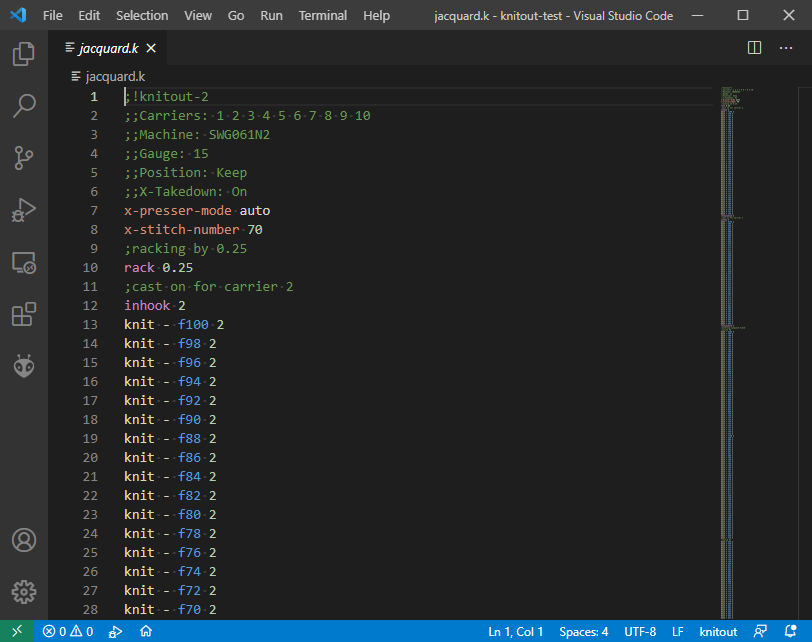 File Edit Selection View Go Run Terminal Help jacquard.k - knitout-test - Visual Studio Code
jacquard.k
jacquard.k
1 ;!knitout-2
2 ;;Carriers: 1 2 3 4 5 6 7 8 9 10
3 ;;Machine: SWG061N2
4 ;;Gauge: 15
5 ;;Position: Keep
6 ;;X-Takedown: On
7 x-presser-mode auto
8 x-stitch-number 70
9 ;racking by 0.25
10 rack 0.25
11 ;cast on for carrier 2
12 inhook 2
13 knit - f100 2
14 knit - f98 2
15 knit - f96 2
16 knit - f94 2
17 knit - f92 2
18 knit - f90 2
19 knit - f88 2
20 knit - f86 2
21 knit - f84 2
22 knit - f82 2
23 knit - f80 2
24 knit - f78 2
25 knit - f76 2
26 knit - f74 2
27 knit - f72 2
28 knit - f70 2
0 0 Ln 1, Col 1 Spaces: 4 UTF-8 LF knitout